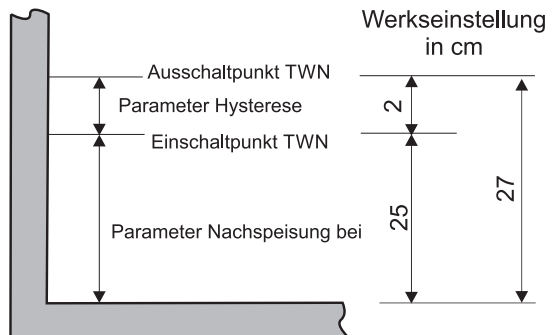 Werkseinstellung
in cm
Ausschaltpunkt TWN
Parameter Hysterese
2
Einschaltpunkt TWN
27
25
Parameter Nachspeisung bei